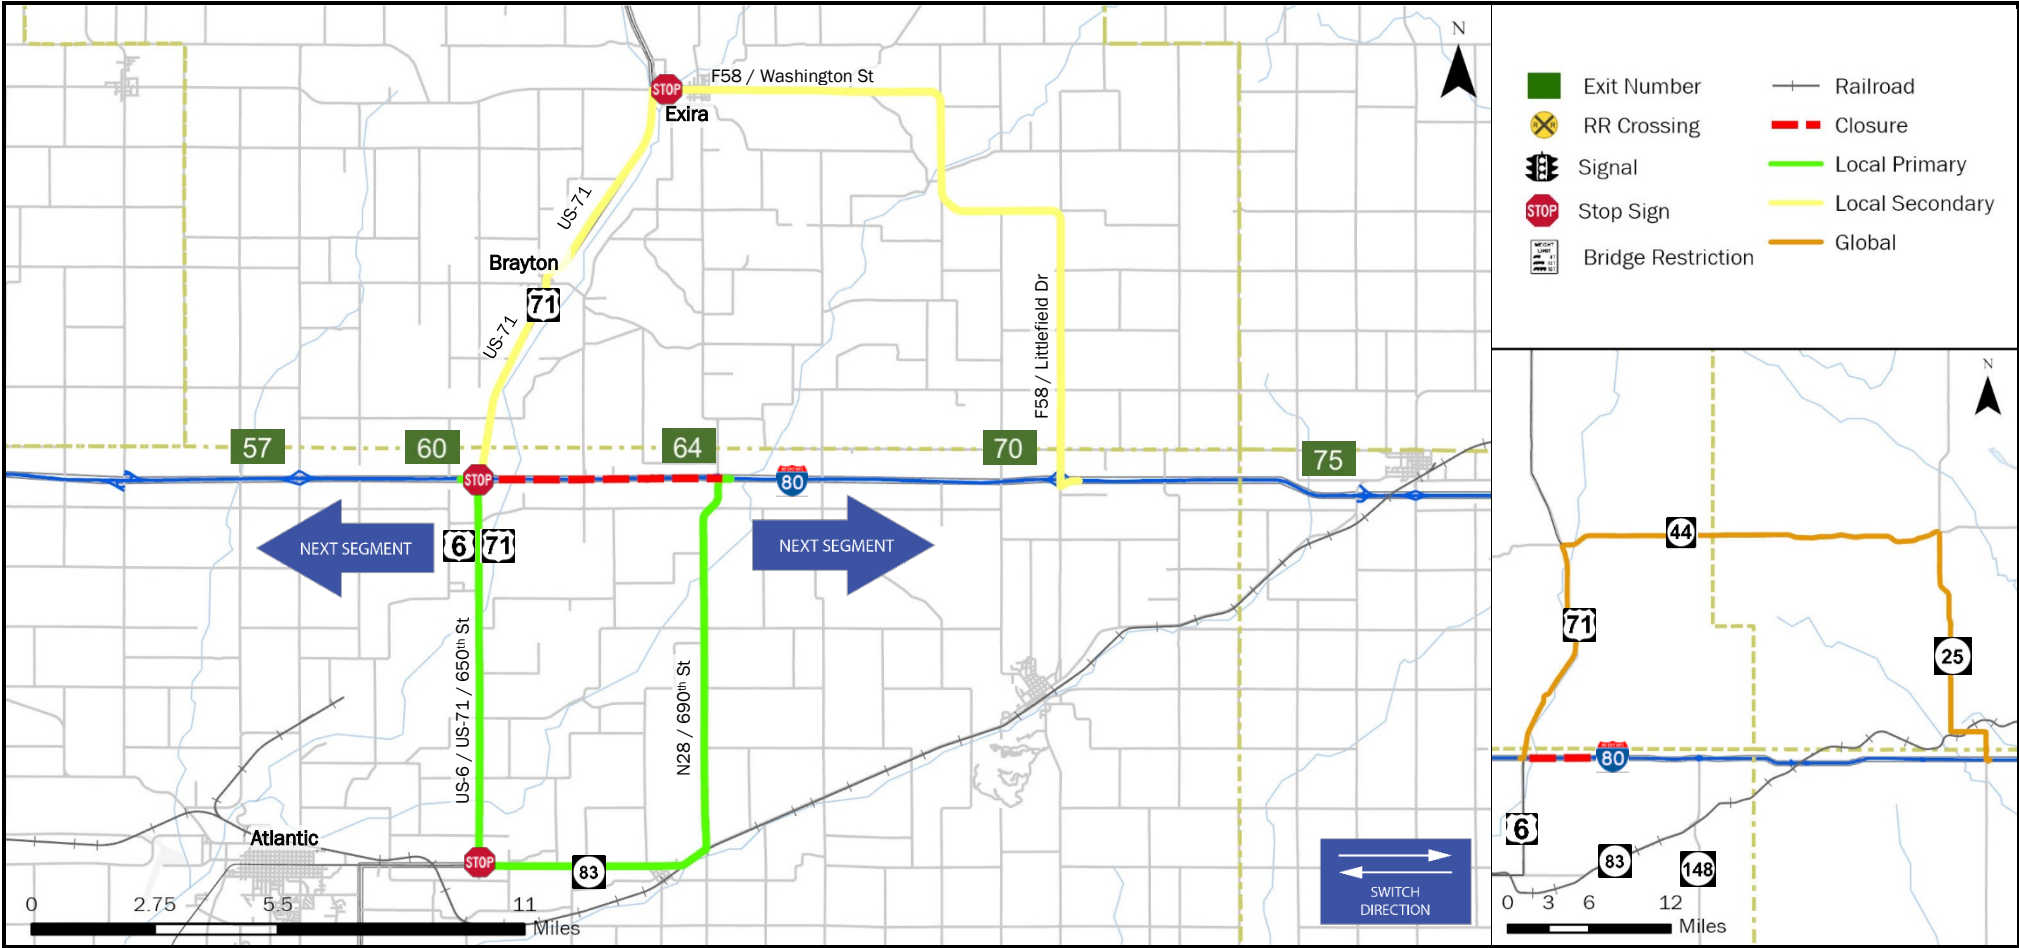 N
STOP
F58 / Washington St
Exira
US-71
Brayton
71
US-71
F58 / Littlefield Dr
57
60
64
70
75
STOP
80
NEXT SEGMENT
6
71
NEXT SEGMENT
US-6 / US-71 / 650th St
N28 / 690th St
Atlantic
STOP
83
0
2.75
5.5
11
Miles
SWITCH
DIRECTION
Exit Number
RR Crossing
Signal
STOP
Stop Sign
WEIGHT
LIMIT
Bridge Restriction
Railroad
Closure
Local Primary
Local Secondary
Global
N
44
71
25
80
6
83
148
0
3
6
12
Miles